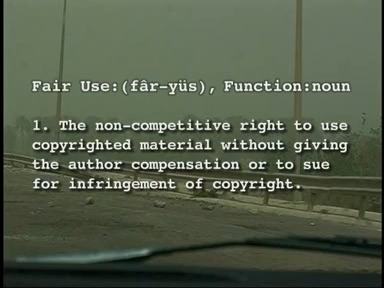 Fair Use:(fâr-yüs), Function:noun
1. The non-competitive right to use
copyrighted material without giving
the author compensation or to sue
for infringement of copyright.